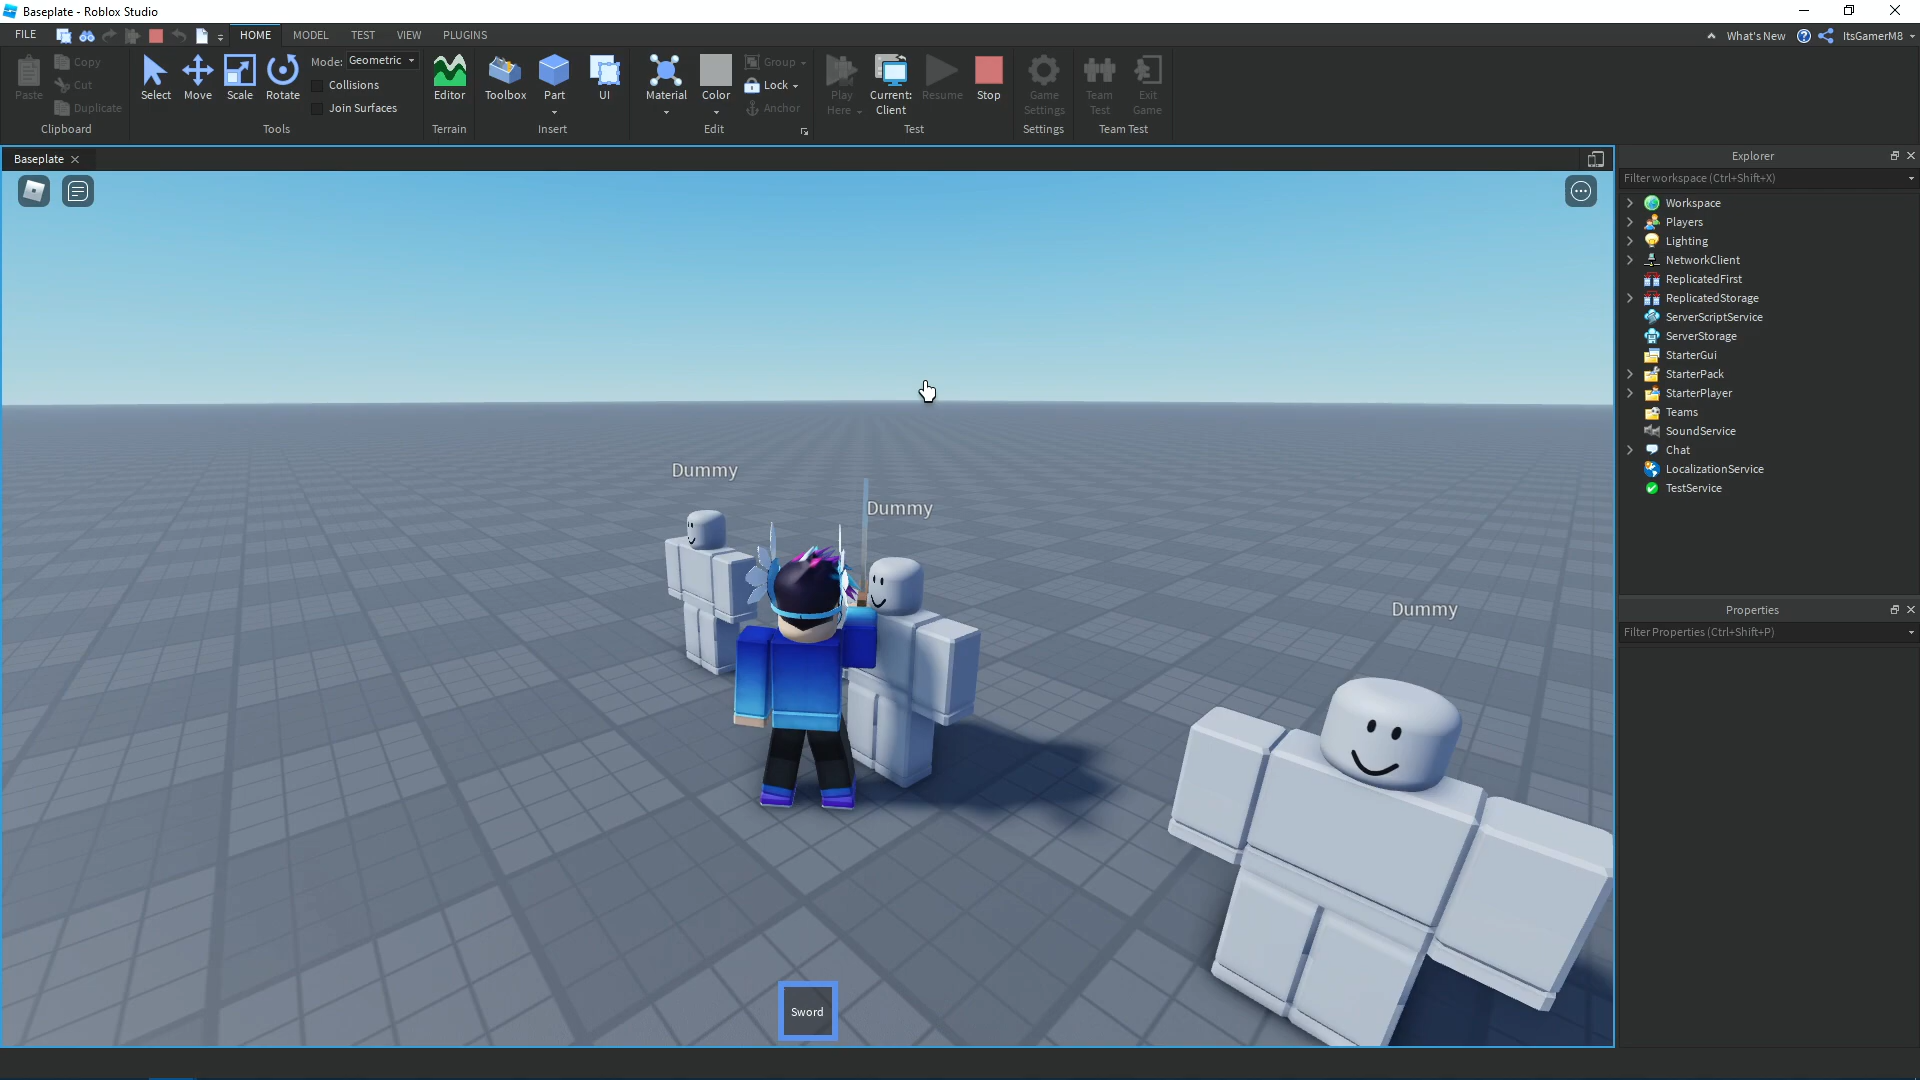 Baseplate - Roblox Studio
FILE HOME MODEL TEST VIEW PLUGINS What's New ItsGamerM8
Paste Copy Cut Duplicate
Select Move Scale Rotate
Mode: Geometric
Collisions
Join Surfaces
Editor
Toolbox Part UI
Material Color
Group
Lock
Anchor
Play Here
Current: Client
Resume Stop
Game Settings
Team Test
Exit Game
Clipboard Tools Terrain Insert Edit Test Settings Team Test
Baseplate
Dummy
Dummy
Dummy
Sword
Explorer
Filter workspace (Ctrl+Shift+X)
Workspace
Players
Lighting
NetworkClient
ReplicatedFirst
ReplicatedStorage
ServerScriptService
ServerStorage
StarterGui
StarterPack
StarterPlayer
Teams
SoundService
Chat
LocalizationService
TestService
Properties
Filter Properties (Ctrl+Shift+P)